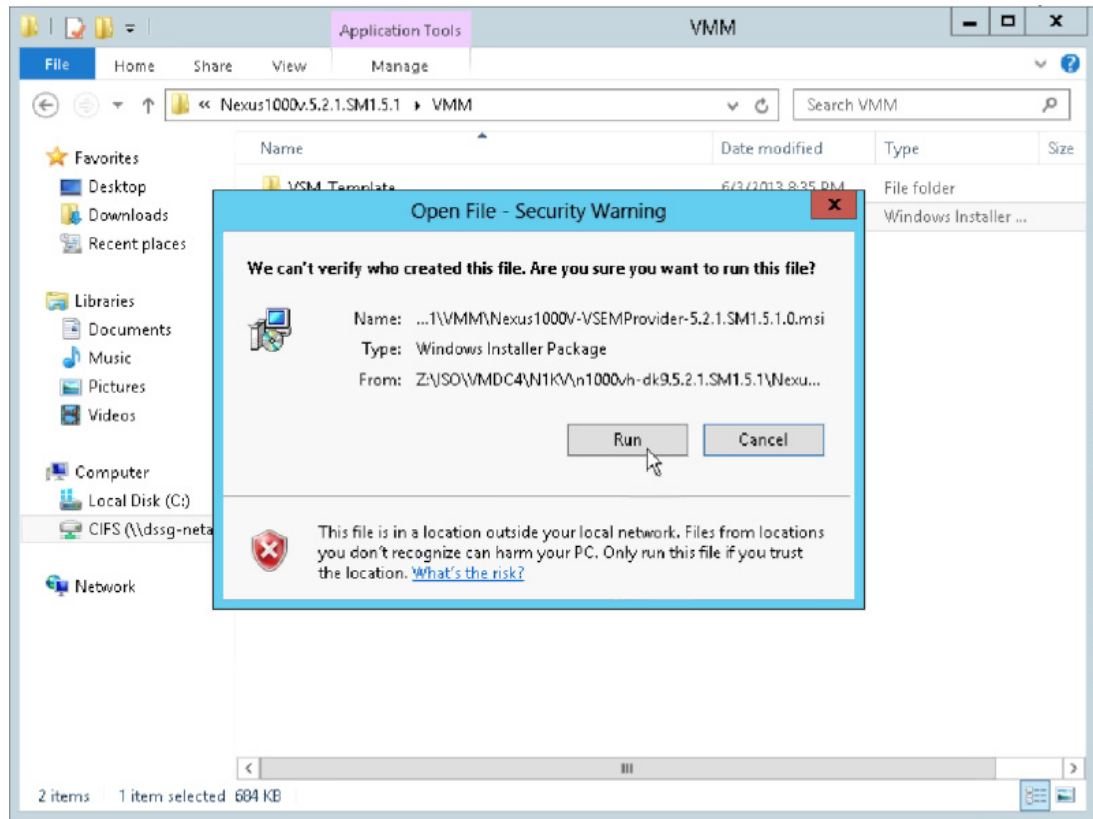 Application Tools
VMM
File
Home
Share
View
Manage
« Nexus1000v.5.2.1.SM1.5.1 ▸ VMM
Search VMM
Name
Date modified
Type
Size
Favorites
Desktop
Downloads
Recent places
Libraries
Documents
Music
Pictures
Videos
Computer
Local Disk (C:)
CIFS (\\dssg-neta
Network
VSM_Template
6/3/2013 8:35 PM
File folder
Windows Installer ...
Open File - Security Warning
We can't verify who created this file. Are you sure you want to run this file?
Name: ...1\VMM\Nexus1000V-VSEMProvider-5.2.1.SM1.5.1.0.msi
Type: Windows Installer Package
From: Z:\ISO\VMDC4\N1KV\n1000vh-dk9.5.2.1.SM1.5.1\Nexu...
Run
Cancel
This file is in a location outside your local network. Files from locations
you don't recognize can harm your PC. Only run this file if you trust
the location. What's the risk?
2 items
1 item selected 684 KB